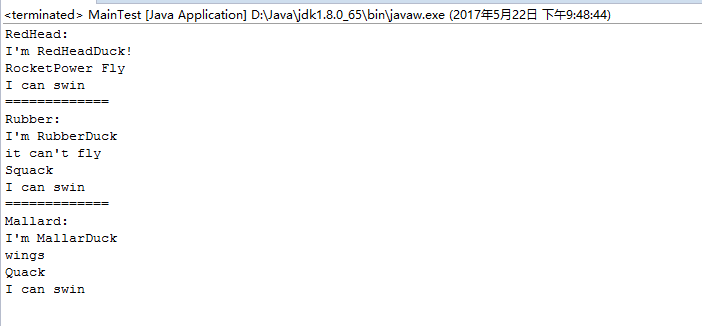 <terminated> MainTest [Java Application] D:\Java\jdk1.8.0_65\bin\javaw.exe (2017年5月22日 下午9:48:44)
RedHead:
I'm RedHeadDuck!
RocketPower Fly
I can swin
=============
Rubber:
I'm RubberDuck
it can't fly
Squack
I can swin
=============
Mallard:
I'm MallarDuck
wings
Quack
I can swin